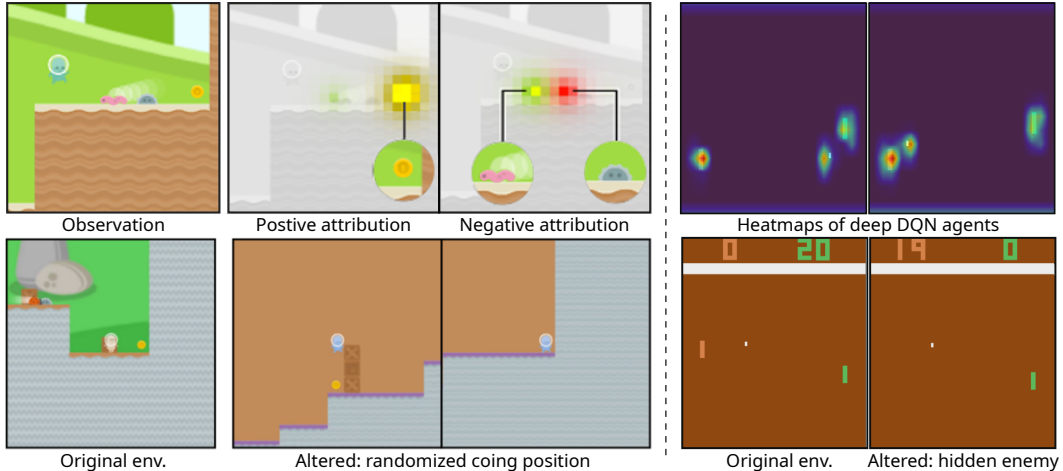 Observation
Postive attribution
Negative attribution
Heatmaps of deep DQN agents
0 20
19 0
Original env.
Altered: randomized coing position
Original env.
Altered: hidden enemy